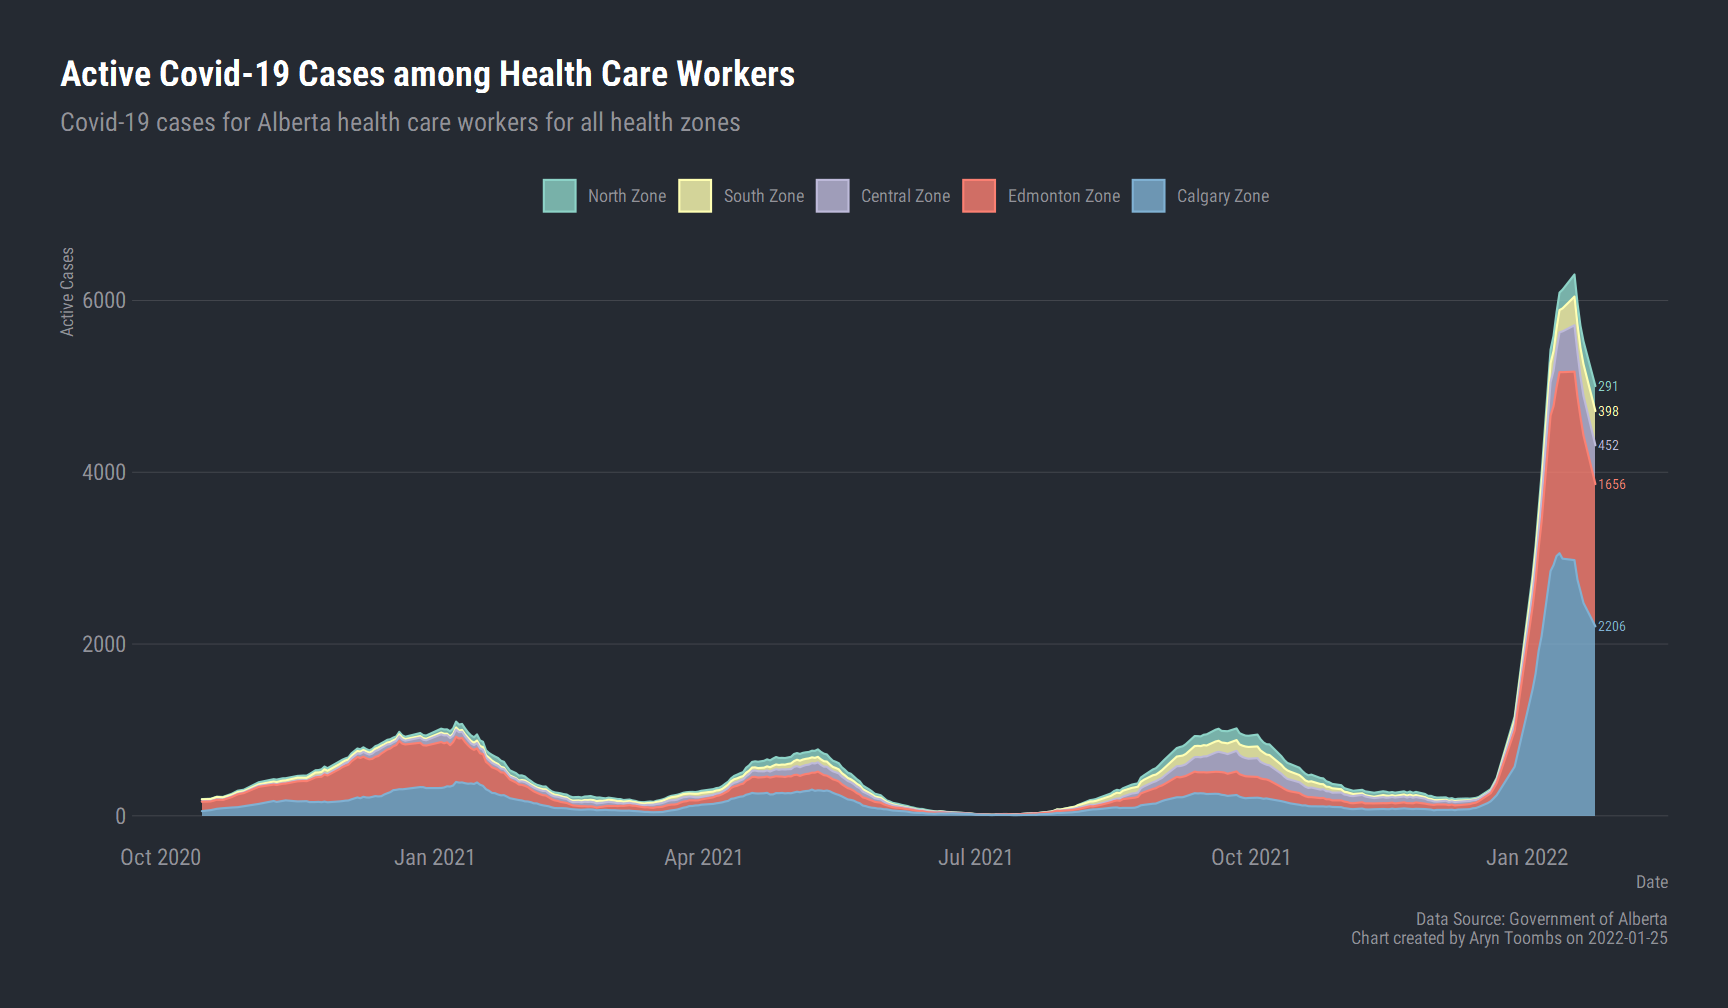 Active Covid-19 Cases among Health Care Workers
Covid-19 cases for Alberta health care workers for all health zones
North Zone South Zone Central Zone Edmonton Zone Calgary Zone
Active Cases
6000
4000
2000
0
291
398
452
1656
2206
Oct 2020 Jan 2021 Apr 2021 Jul 2021 Oct 2021 Jan 2022
Date
Data Source: Government of Alberta
Chart created by Aryn Toombs on 2022-01-25